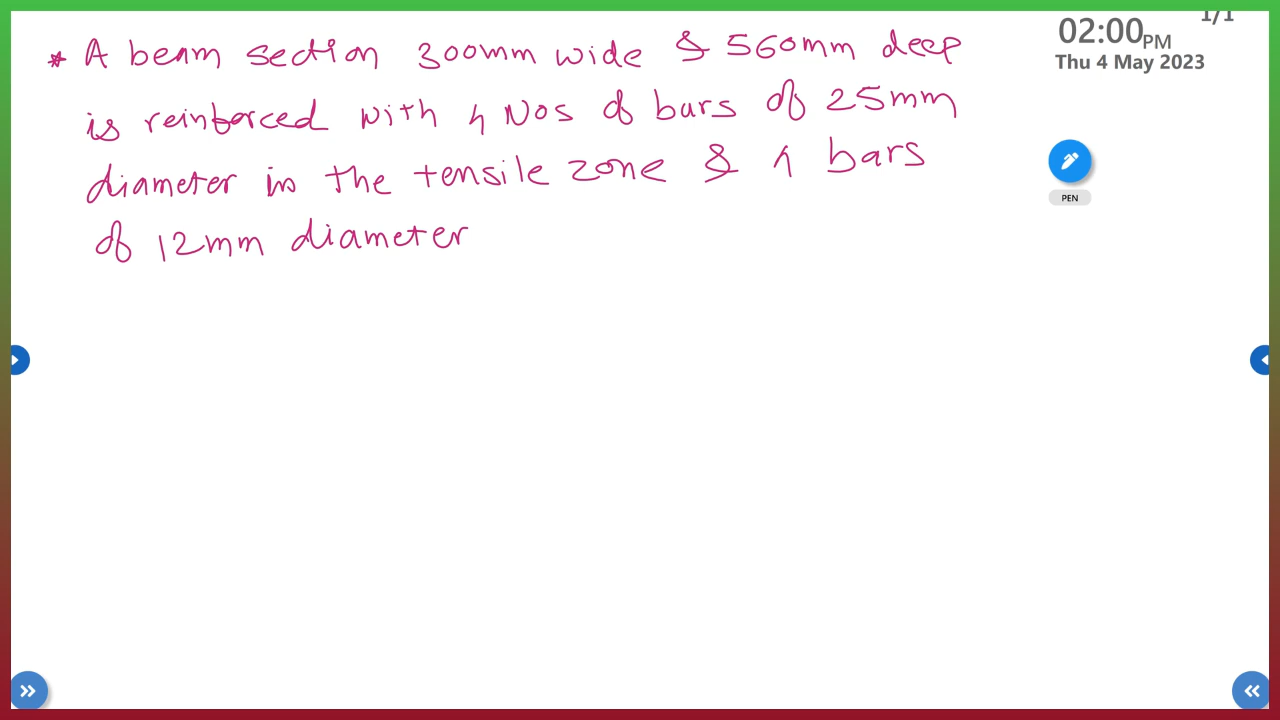 1/1
02:00PM
Thu 4 May 2023
* A beam section 300mm wide & 560mm deep
is reinforced with 4 Nos of bars of 25mm
diameter in the tensile zone & 4 bars
of 12mm diameter
PEN